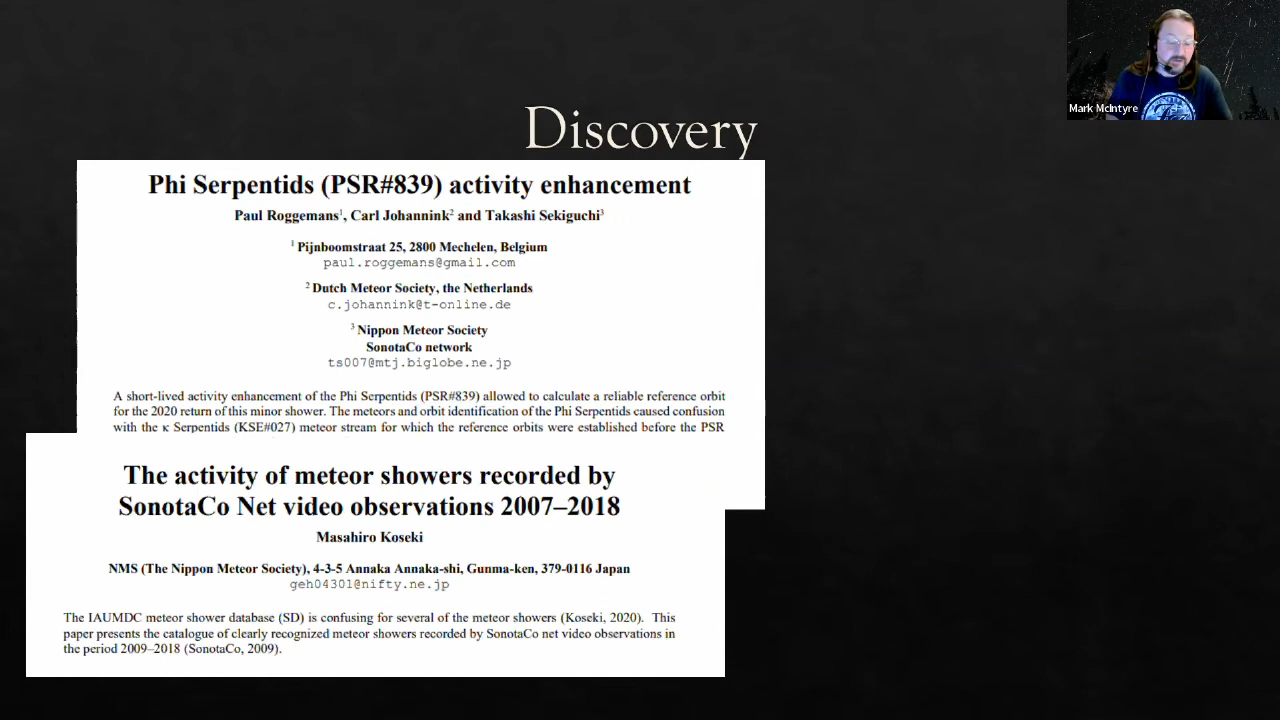 Mark McIntyre
Discovery
Phi Serpentids (PSR#839) activity enhancement
Paul Roggemans¹, Carl Johannink² and Takashi Sekiguchi³
¹ Pijnboomstraat 25, 2800 Mechelen, Belgium
paul.roggemans@gmail.com
² Dutch Meteor Society, the Netherlands
c.johannink@t-online.de
³ Nippon Meteor Society
SonotaCo network
ts007@mtj.biglobe.ne.jp
A short-lived activity enhancement of the Phi Serpentids (PSR#839) allowed to calculate a reliable reference orbit
for the 2020 return of this minor shower. The meteors and orbit identification of the Phi Serpentids caused confusion
with the κ Serpentids (KSE#027) meteor stream for which the reference orbits were established before the PSR
The activity of meteor showers recorded by
SonotaCo Net video observations 2007–2018
Masahiro Koseki
NMS (The Nippon Meteor Society), 4-3-5 Annaka Annaka-shi, Gunma-ken, 379-0116 Japan
geh04301@nifty.ne.jp
The IAUMDC meteor shower database (SD) is confusing for several of the meteor showers (Koseki, 2020). This
paper presents the catalogue of clearly recognized meteor showers recorded by SonotaCo net video observations in
the period 2009–2018 (SonotaCo, 2009).